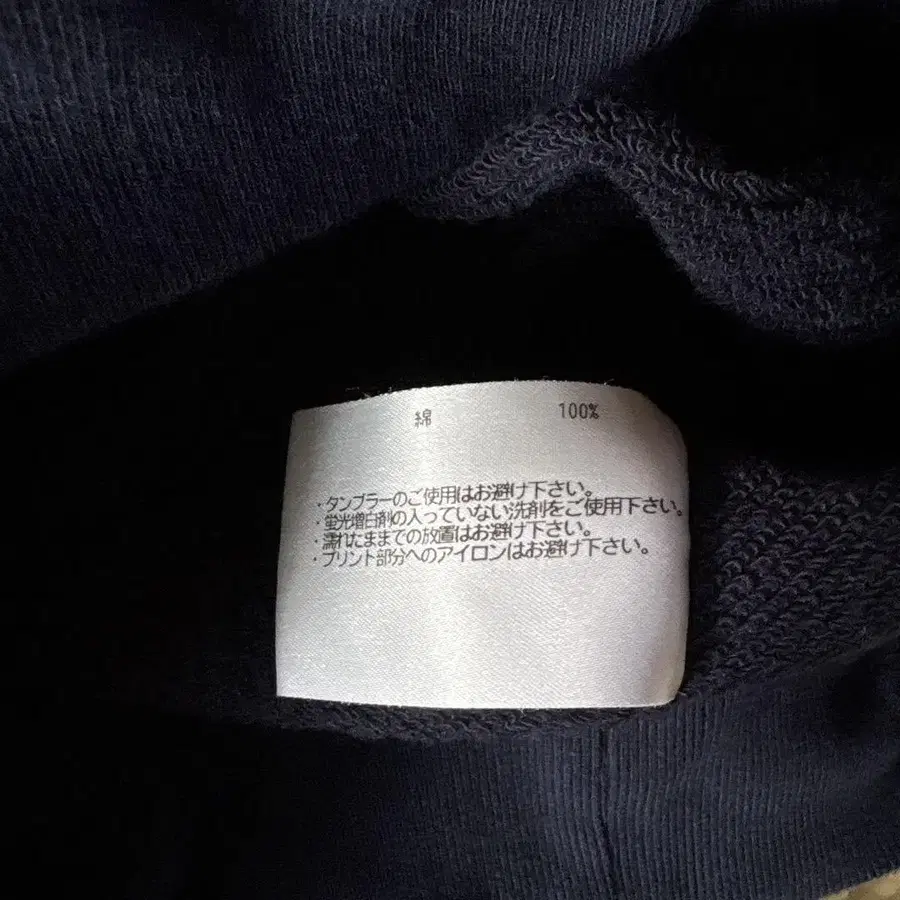 綿 100%
・タンブラーのご使用はお避け下さい。
・蛍光増白剤の入っていない洗剤をご使用下さい。
・濡れたままでの放置はお避け下さい。
・プリント部分へのアイロンはお避け下さい。